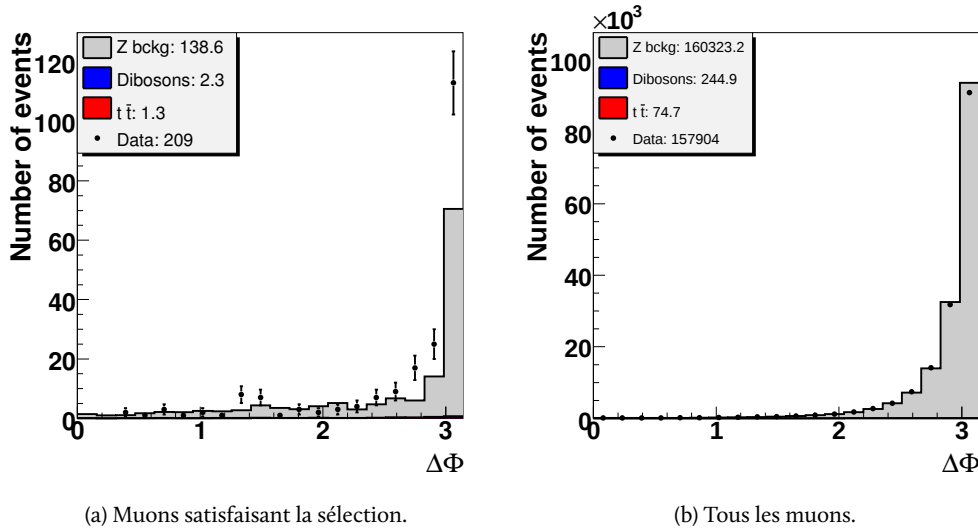 Number of events
120
100
80
60
40
20
0
0 1 2 3
ΔΦ
Z bckg: 138.6
Dibosons: 2.3
t t̄: 1.3
Data: 209
(a) Muons satisfaisant la sélection.
×10³
Number of events
100
80
60
40
20
0
0 1 2 3
ΔΦ
Z bckg: 160323.2
Dibosons: 244.9
t t̄: 74.7
Data: 157904
(b) Tous les muons.